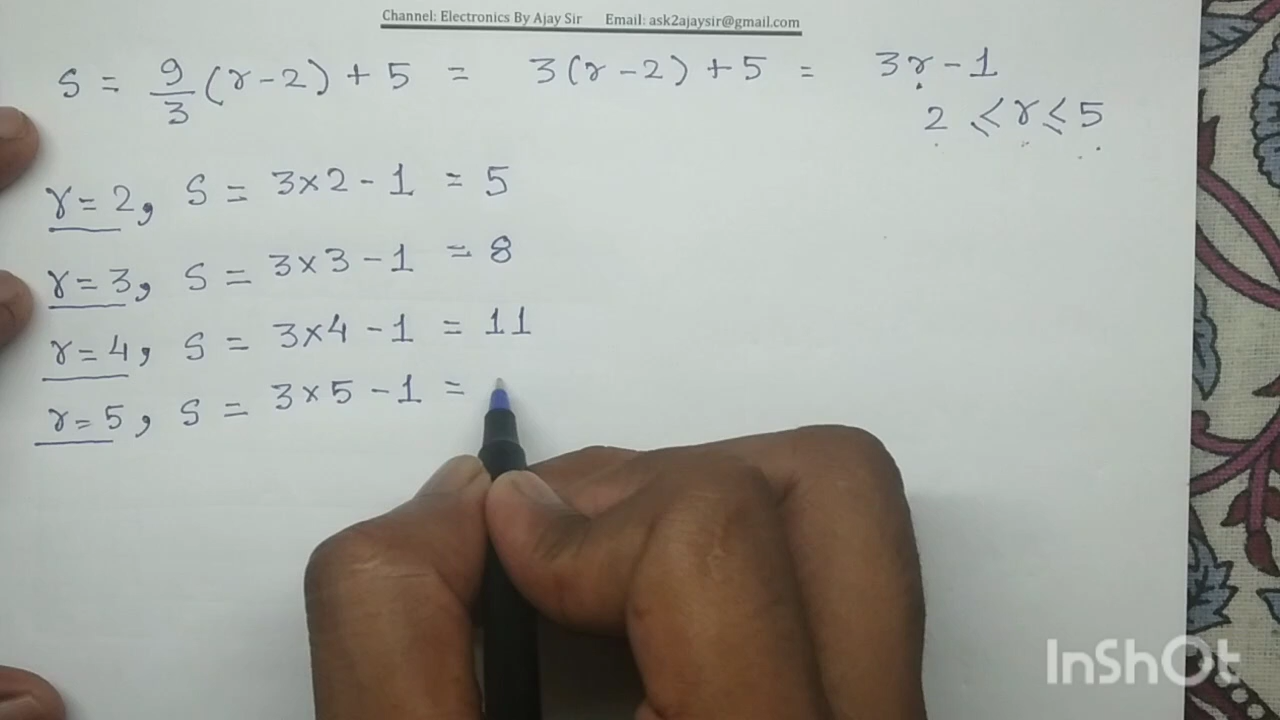 Channel: Electronics By Ajay Sir Email: ask2ajaysir@gmail.com
S = 9/3 (r - 2) + 5 = 3(r - 2) + 5 = 3r - 1
2 ≤ r ≤ 5
r = 2, S = 3 × 2 - 1 = 5
r = 3, S = 3 × 3 - 1 = 8
r = 4, S = 3 × 4 - 1 = 11
r = 5, S = 3 × 5 - 1 =
InShOt